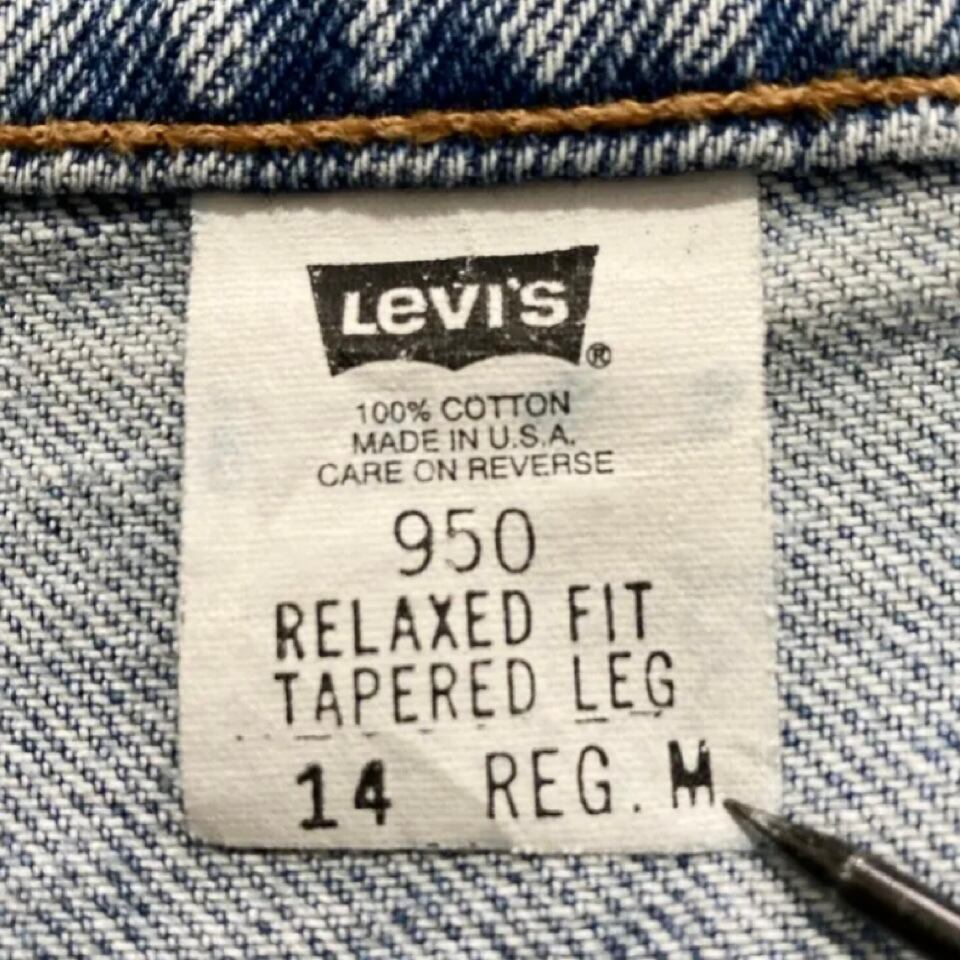 LEVI'S ®
100% COTTON
MADE IN U.S.A.
CARE ON REVERSE
950
RELAXED FIT
TAPERED LEG
14 REG. M